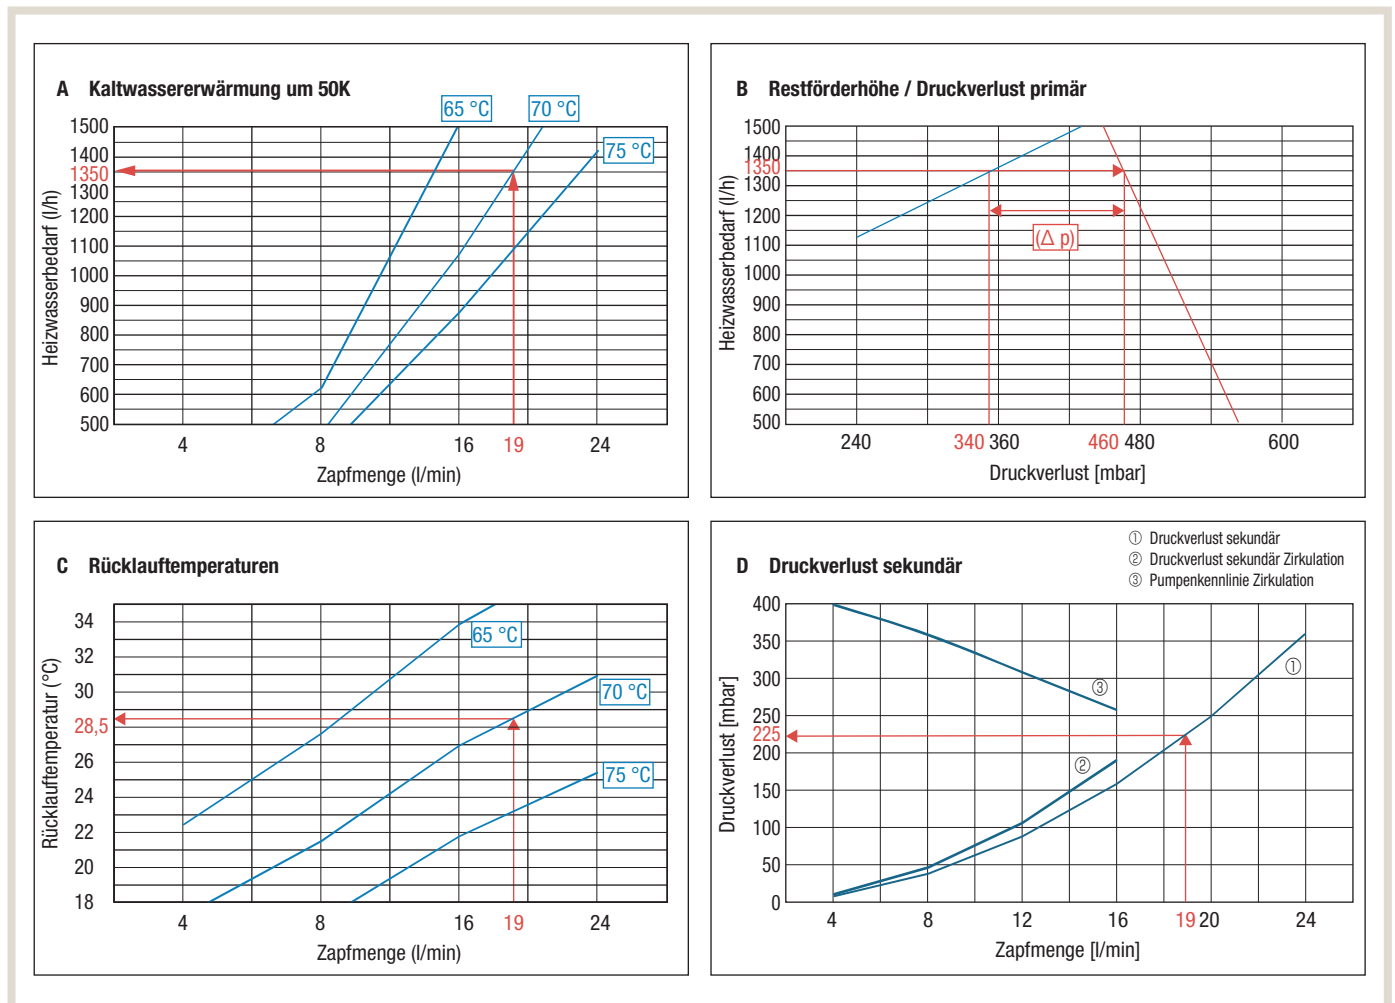 A Kaltwassererwärmung um 50K
65 °C
70 °C
75 °C
1500
1400
1350
1300
1200
1100
1000
900
800
700
600
500
Heizwasserbedarf (l/h)
4 8 16 19 24
Zapfmenge (l/min)
B Restförderhöhe / Druckverlust primär
1500
1400
1350
1300
1200
1100
1000
900
800
700
600
500
Heizwasserbedarf (l/h)
(Δ p)
240 340 360 460 480 600
Druckverlust [mbar]
C Rücklauftemperaturen
34
32
30
28,5
26
24
22
20
18
Rücklauftemperatur (°C)
65 °C
70 °C
75 °C
4 8 16 19 24
Zapfmenge (l/min)
D Druckverlust sekundär
① Druckverlust sekundär
② Druckverlust sekundär Zirkulation
③ Pumpenkennlinie Zirkulation
400
350
300
250
225
200
150
100
50
0
Druckverlust [mbar]
①
③
②
4 8 12 16 19 20 24
Zapfmenge [l/min]